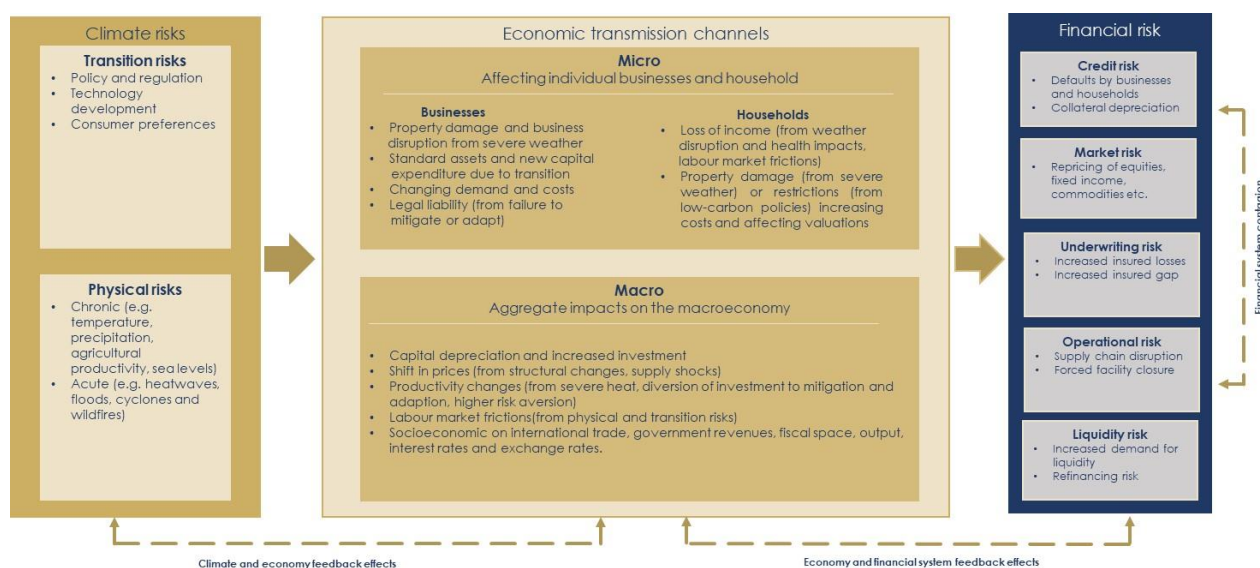 Climate risks
Transition risks
• Policy and regulation
• Technology
development
• Consumer preferences
Physical risks
• Chronic (e.g.
temperature,
precipitation,
agricultural
productivity, sea levels)
• Acute (e.g. heatwaves,
floods, cyclones and
wildfires)
Economic transmission channels
Micro
Affecting individual businesses and household
Businesses
• Property damage and business
disruption from severe weather
• Standard assets and new capital
expenditure due to transition
• Changing demand and costs
• Legal liability (from failure to
mitigate or adapt)
Households
• Loss of income (from weather
disruption and health impacts,
labour market frictions)
• Property damage (from severe
weather) or restrictions (from
low-carbon policies) increasing
costs and affecting valuations
Macro
Aggregate impacts on the macroeconomy
• Capital depreciation and increased investment
• Shift in prices (from structural changes, supply shocks)
• Productivity changes (from severe heat, diversion of investment to mitigation and
adaption, higher risk aversion)
• Labour market frictions(from physical and transition risks)
• Socioeconomic on international trade, government revenues, fiscal space, output,
interest rates and exchange rates.
Financial risk
Credit risk
• Defaults by businesses
and households
• Collateral depreciation
Market risk
• Repricing of equities,
fixed income,
commodities etc.
Underwriting risk
• Increased insured losses
• Increased insured gap
Operational risk
• Supply chain disruption
• Forced facility closure
Liquidity risk
• Increased demand for
liquidity
• Refinancing risk
Financial system contagion
Climate and economy feedback effects
Economy and financial system feedback effects